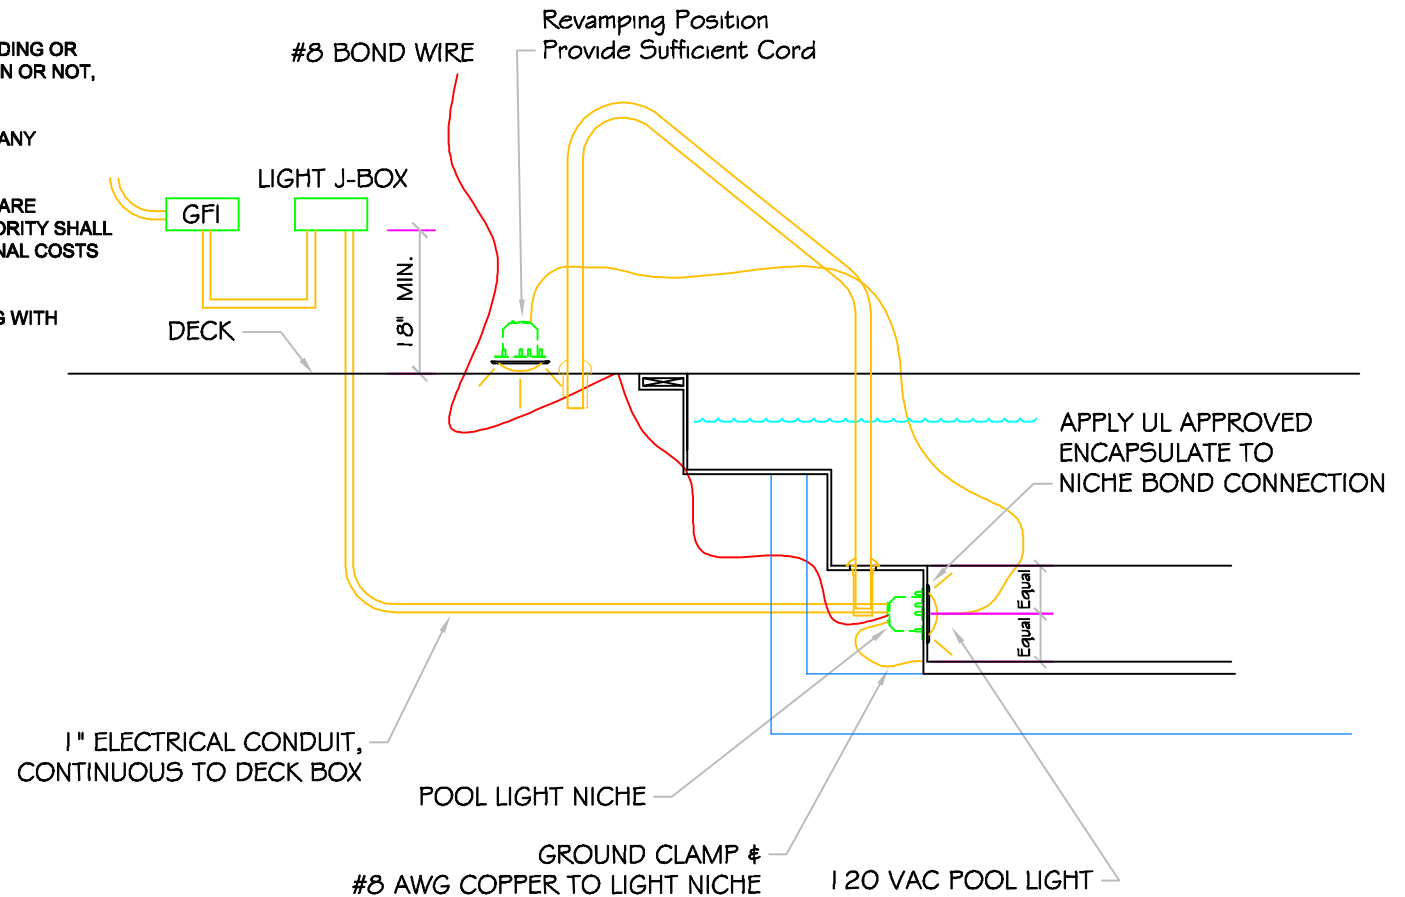 DING OR
N OR NOT,
ANY
ARE
ORITY SHALL
NAL COSTS
G WITH
#8 BOND WIRE
Revamping Position
Provide Sufficient Cord
LIGHT J-BOX
GFI
18" MIN.
DECK
APPLY UL APPROVED
ENCAPSULATE TO
NICHE BOND CONNECTION
Equal
Equal
1" ELECTRICAL CONDUIT,
CONTINUOUS TO DECK BOX
POOL LIGHT NICHE
GROUND CLAMP &
#8 AWG COPPER TO LIGHT NICHE
120 VAC POOL LIGHT